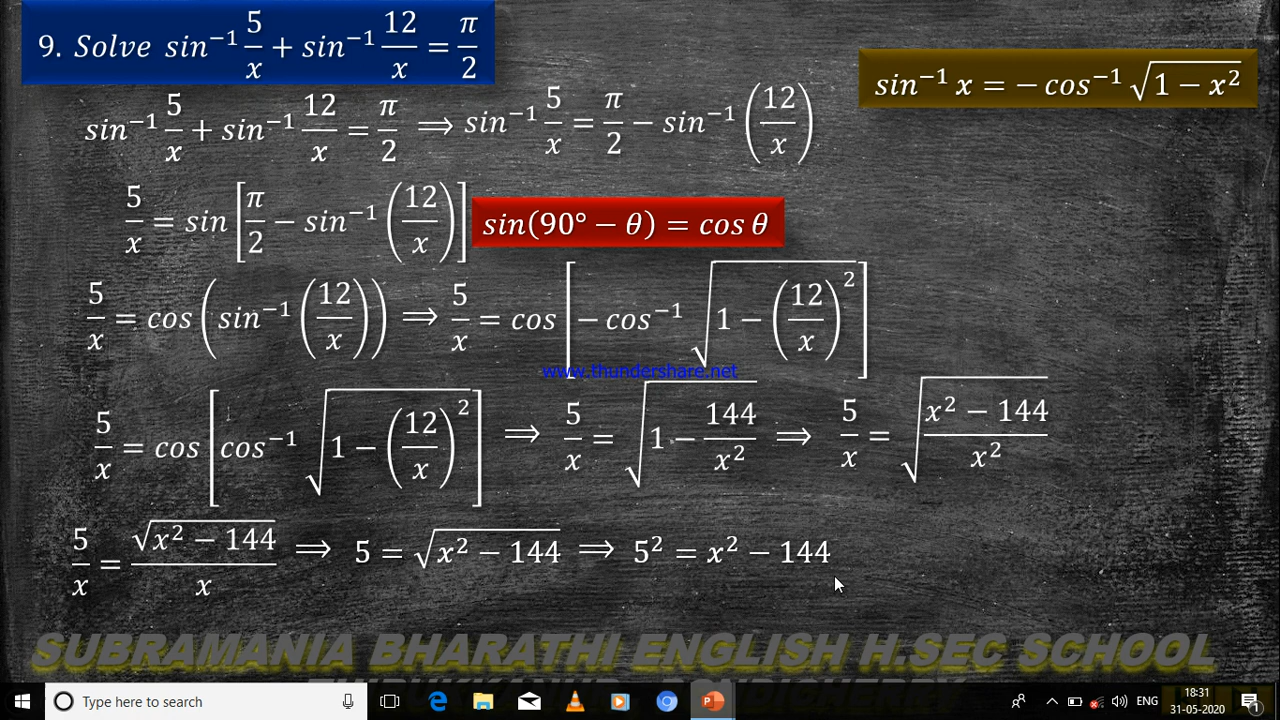 9. Solve sin⁻¹ 5/x + sin⁻¹ 12/x = π/2
sin⁻¹ x = −cos⁻¹ √(1 − x²)
sin⁻¹ 5/x + sin⁻¹ 12/x = π/2 ⟹ sin⁻¹ 5/x = π/2 − sin⁻¹ (12/x)
5/x = sin [π/2 − sin⁻¹ (12/x)] sin(90° − θ) = cos θ
5/x = cos (sin⁻¹ (12/x)) ⟹ 5/x = cos [−cos⁻¹ √(1 − (12/x)²)]
www.thundershare.net
5/x = cos [cos⁻¹ √(1 − (12/x)²)] ⟹ 5/x = √(1 − 144/x²) ⟹ 5/x = √((x² − 144)/x²)
5/x = √(x² − 144)/x ⟹ 5 = √(x² − 144) ⟹ 5² = x² − 144
SUBRAMANIA BHARATHI ENGLISH H.SEC SCHOOL
Type here to search
ENG
18:31
31-05-2020
1